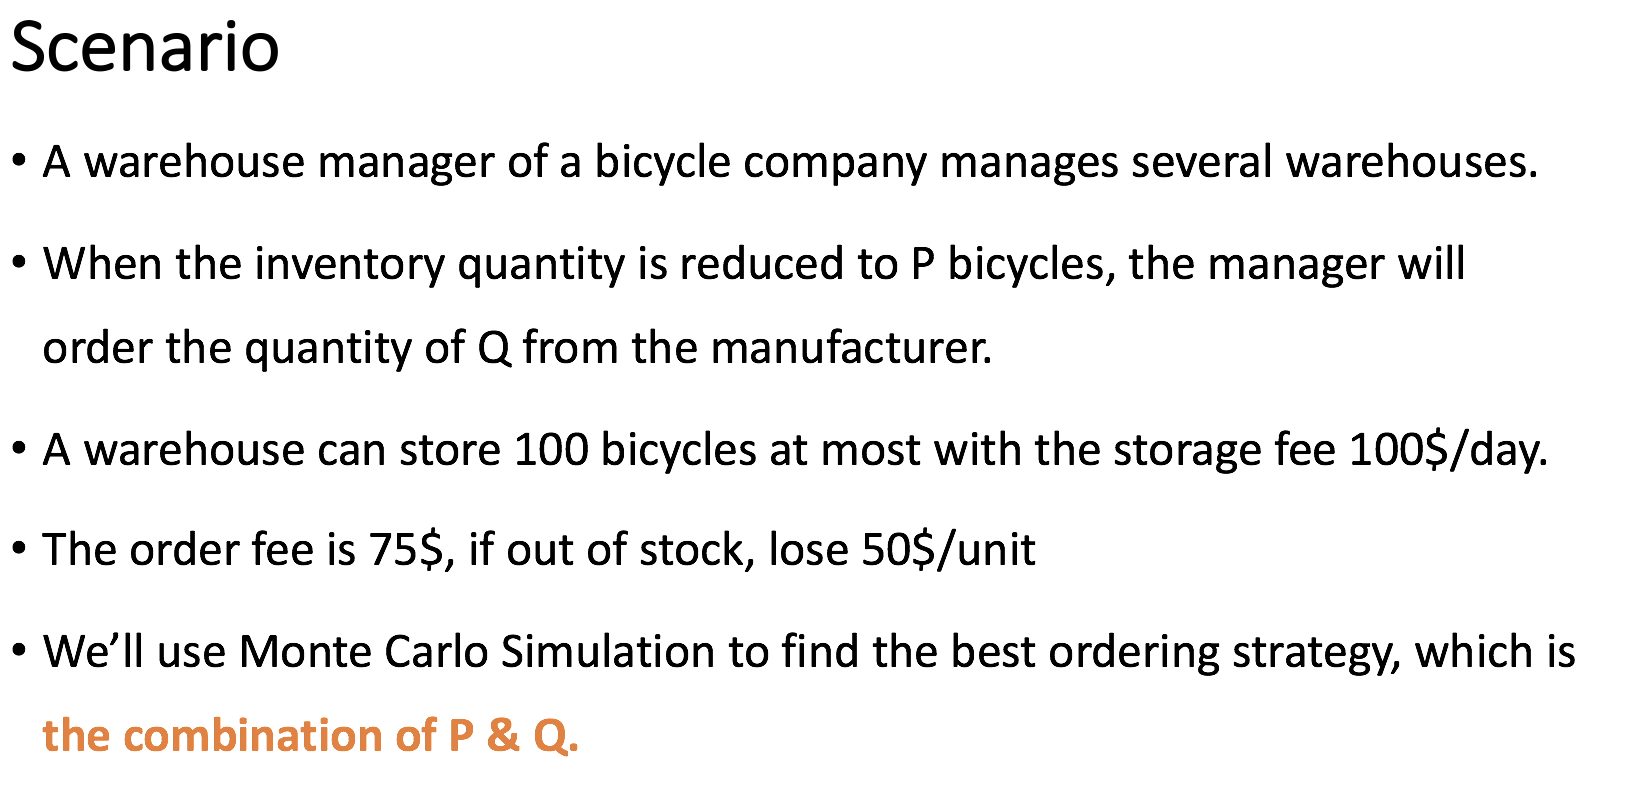 Scenario
• A warehouse manager of a bicycle company manages several warehouses.
• When the inventory quantity is reduced to P bicycles, the manager will
order the quantity of Q from the manufacturer.
• A warehouse can store 100 bicycles at most with the storage fee 100$/day.
• The order fee is 75$, if out of stock, lose 50$/unit
• We’ll use Monte Carlo Simulation to find the best ordering strategy, which is
the combination of P & Q.